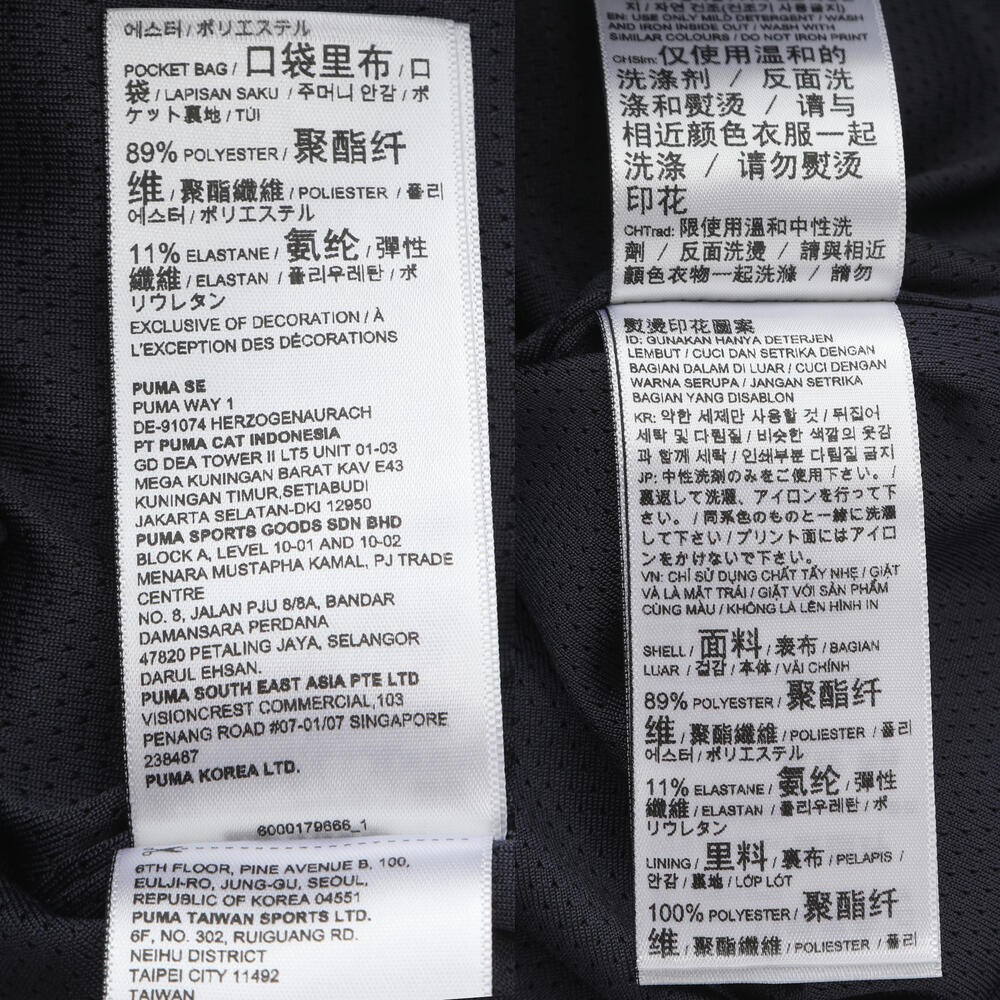 에스터 / ポリエステル
POCKET BAG / 口袋里布 / 口
袋 / LAPISAN SAKU / 주머니 안감 / ポ
ケット裏地 / TÚI
89% POLYESTER / 聚酯纤
维 / 聚酯纖維 / POLIESTER / 폴리
에스터 / ポリエステル
11% ELASTANE / 氨纶 / 彈性
纖維 / ELASTAN / 폴리우레탄 / ポ
リウレタン
EXCLUSIVE OF DECORATION / À
L'EXCEPTION DES DÉCORATIONS
PUMA SE
PUMA WAY 1
DE-91074 HERZOGENAURACH
PT PUMA CAT INDONESIA
GD DEA TOWER II LT5 UNIT 01-03
MEGA KUNINGAN BARAT KAV E43
KUNINGAN TIMUR,SETIABUDI
JAKARTA SELATAN-DKI 12950
PUMA SPORTS GOODS SDN BHD
BLOCK A, LEVEL 10-01 AND 10-02
MENARA MUSTAPHA KAMAL, PJ TRADE
CENTRE
NO. 8, JALAN PJU 8/8A, BANDAR
DAMANSARA PERDANA
47820 PETALING JAYA, SELANGOR
DARUL EHSAN.
PUMA SOUTH EAST ASIA PTE LTD
VISIONCREST COMMERCIAL,103
PENANG ROAD #07-01/07 SINGAPORE
238467
PUMA KOREA LTD.
6000179666_1
6TH FLOOR, PINE AVENUE B, 100,
EULJI-RO, JUNG-GU, SEOUL,
REPUBLIC OF KOREA 04551
PUMA TAIWAN SPORTS LTD.
6F, NO. 302, RUIGUANG RD.
NEIHU DISTRICT
TAIPEI CITY 11492
TAIWAN
지 / 자연 건조 (건조기 사용금지)
EN: USE ONLY MILD DETERGENT / WASH
AND IRON INSIDE OUT / WASH WITH
SIMILAR COLOURS / DO NOT IRON PRINT
CHSim: 仅使用温和的
洗涤剂 / 反面洗
涤和熨烫 / 请与
相近颜色衣服一起
洗涤 / 请勿熨烫
印花
CHTrad: 限使用溫和中性洗
劑 / 反面洗燙 / 請與相近
顏色衣物一起洗滌 / 請勿
熨燙印花圖案
ID: GUNAKAN HANYA DETERJEN
LEMBUT / CUCI DAN SETRIKA DENGAN
BAGIAN DALAM DI LUAR / CUCI DENGAN
WARNA SERUPA / JANGAN SETRIKA
BAGIAN YANG DISABLON
KR: 약한 세제만 사용할 것 / 뒤집어
세탁 및 다림질 / 비슷한 색깔의 옷감
과 함께 세탁 / 인쇄부분 다림질 금지
JP: 中性洗剤のみをご使用下さい。/
裏返して洗濯、アイロンを行って下
さい。/ 同系色のものと一緒に洗濯
して下さい / プリント面にはアイロ
ンをかけないで下さい。
VN: CHỈ SỬ DỤNG CHẤT TẨY NHẸ / GIẶT
VÀ LÀ MẶT TRÁI / GIẶT VỚI SẢN PHẨM
CÙNG MÀU / KHÔNG LÀ LÊN HÌNH IN
SHELL / 面料 / 表布 / BAGIAN
LUAR / 겉감 / 本体 / VẢI CHÍNH
89% POLYESTER / 聚酯纤
维 / 聚酯纖維 / POLIESTER / 폴리
에스터 / ポリエステル
11% ELASTANE / 氨纶 / 彈性
纖維 / ELASTAN / 폴리우레탄 / ポ
リウレタン
LINING / 里料 / 裏布 / PELAPIS /
안감 / 裏地 / LỚP LÓT
100% POLYESTER / 聚酯纤
维 / 聚酯纖維 / POLIESTER / 폴리